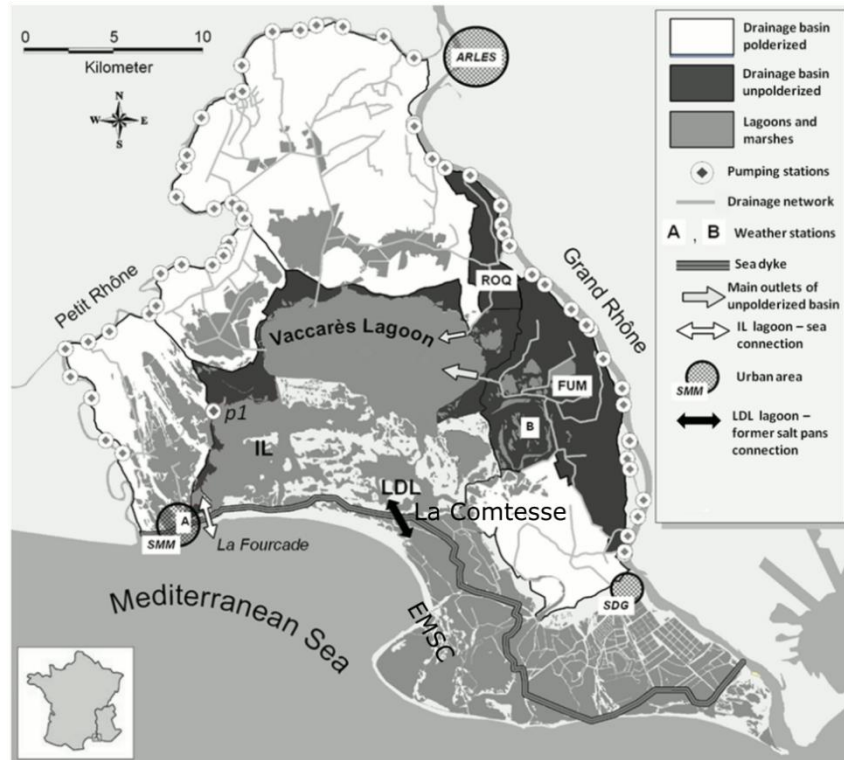 0 5 10
Kilometer
N
W E
S
ARLES
Petit Rhône
Grand Rhône
ROQ
Vaccarès Lagoon
FUM
p1
B
IL
LDL
La Comtesse
A
SMM
La Fourcade
SDG
Mediterranean Sea
EMSC
Drainage basin
polderized
Drainage basin
unpolderized
Lagoons and
marshes
Pumping stations
Drainage network
A , B Weather stations
Sea dyke
Main outlets of
unpolderized basin
IL lagoon – sea
connection
Urban area
SMM
LDL lagoon –
former salt pans
connection